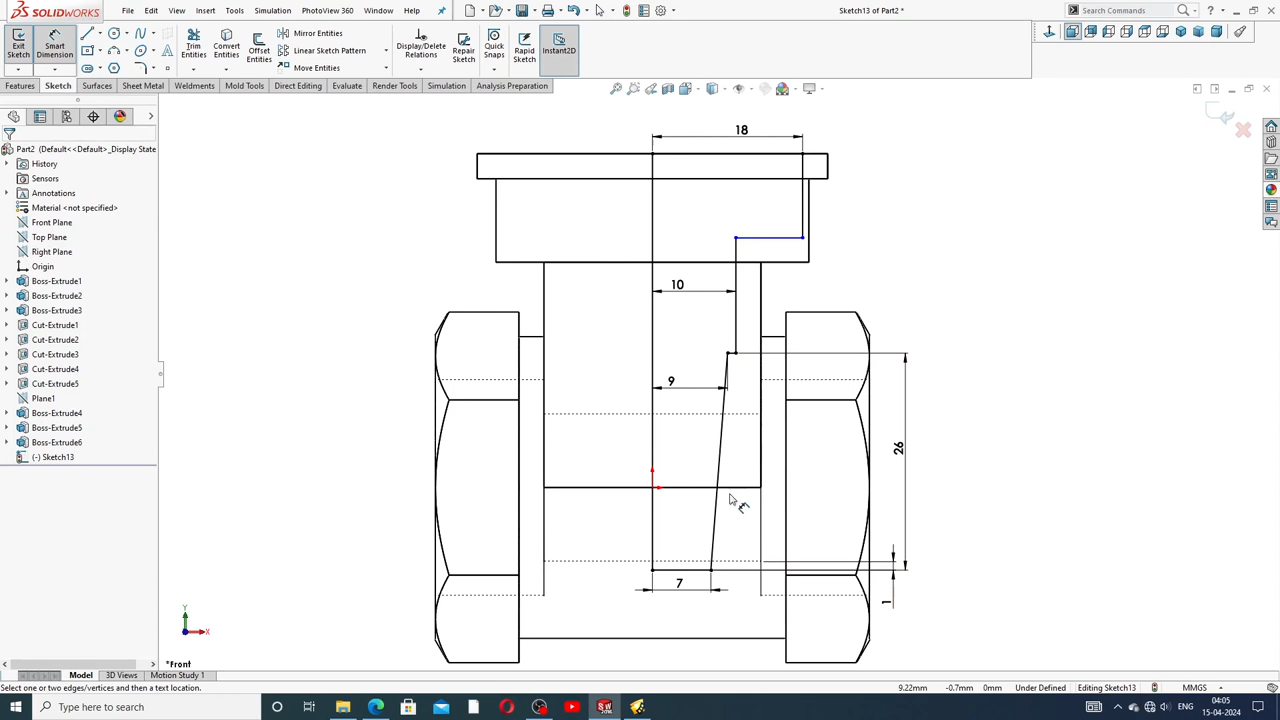 SOLIDWORKS File Edit View Insert Tools Simulation PhotoView 360 Window Sketch13 of Part2 * Search Commands
Exit Sketch Smart Dimension Trim Entities Convert Entities Offset Entities Mirror Entities Linear Sketch Pattern Move Entities Display/Delete Relations Repair Sketch Quick Snaps Rapid Sketch Instant2D
Features Sketch Surfaces Sheet Metal Weldments Mold Tools Direct Editing Evaluate Render Tools Simulation Analysis Preparation
Part2 (Default<<Default>_Display State
History
Sensors
Annotations
Material <not specified>
Front Plane
Top Plane
Right Plane
Origin
Boss-Extrude1
Boss-Extrude2
Boss-Extrude3
Cut-Extrude1
Cut-Extrude2
Cut-Extrude3
Cut-Extrude4
Cut-Extrude5
Plane1
Boss-Extrude4
Boss-Extrude5
Boss-Extrude6
(-) Sketch13
18
10
9
26
7
1
Y
X
*Front
Model 3D Views Motion Study 1
Select one or two edges/vertices and then a text location. 9.22mm -0.7mm 0mm Under Defined Editing Sketch13 MMGS
Type here to search ENG 04:05
15-04-2024